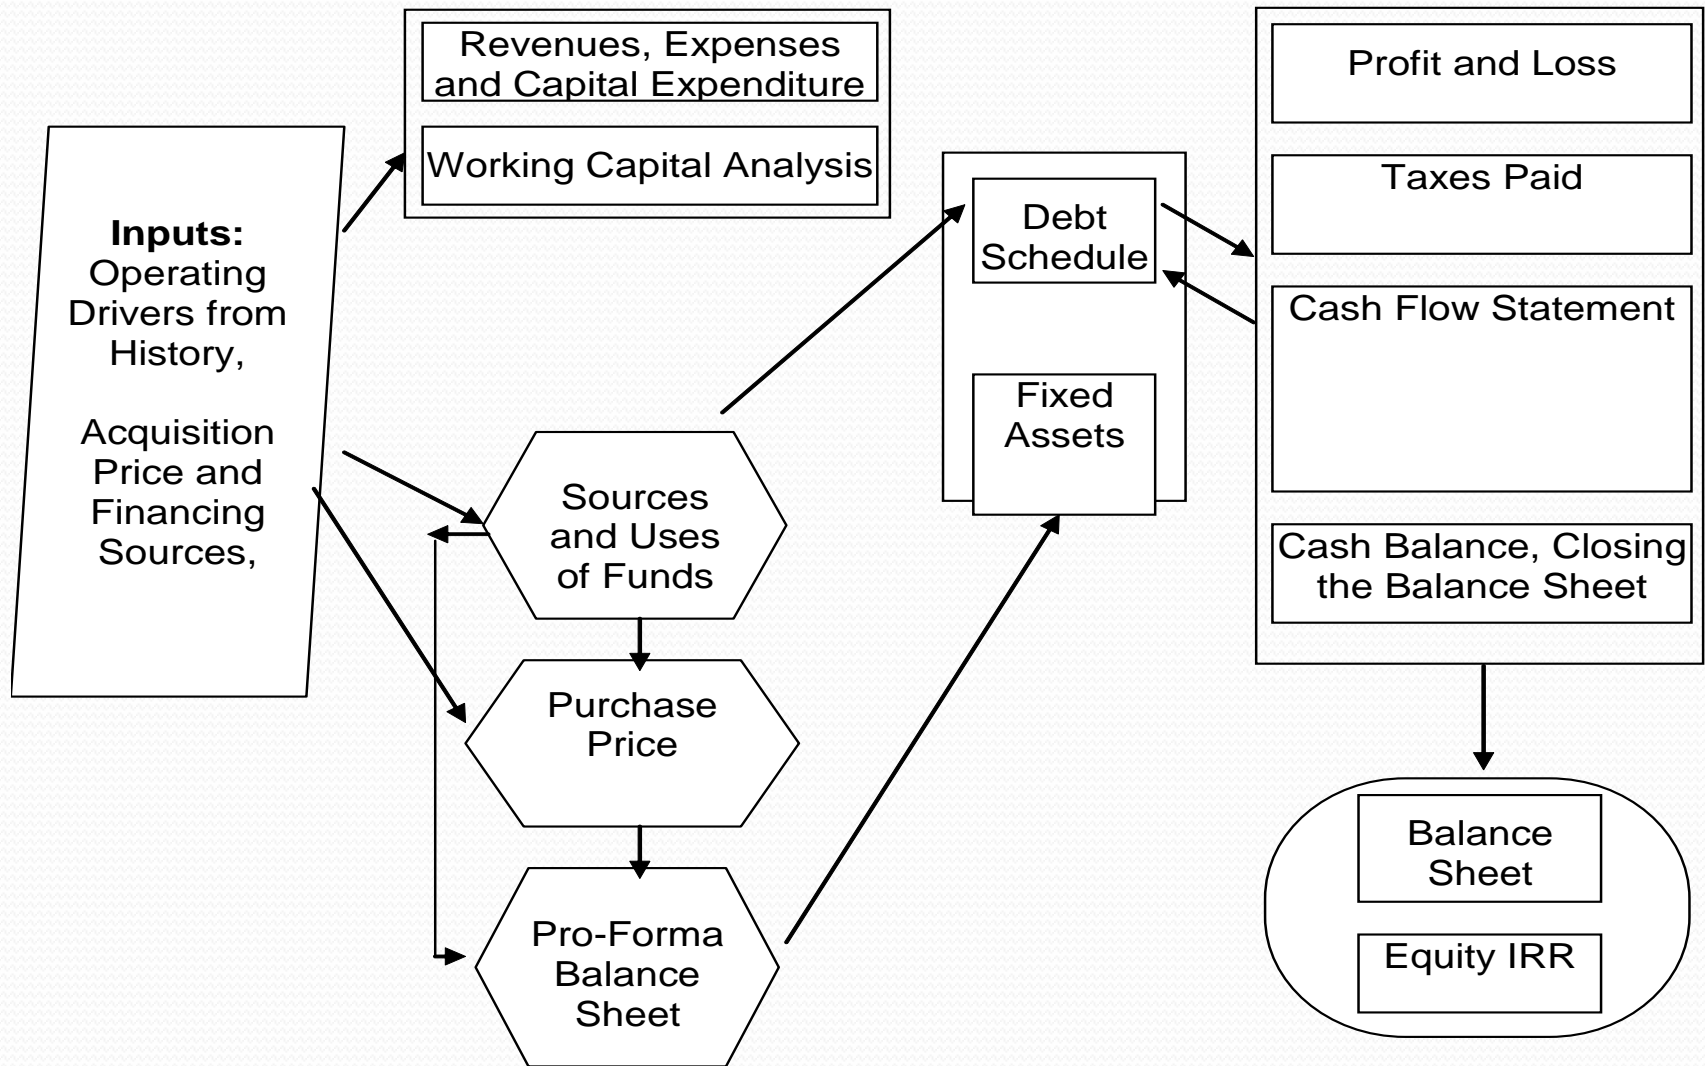 Revenues, Expenses
and Capital Expenditure
Working Capital Analysis
Inputs:
Operating
Drivers from
History,
Acquisition
Price and
Financing
Sources,
Sources
and Uses
of Funds
Purchase
Price
Pro-Forma
Balance
Sheet
Debt
Schedule
Fixed
Assets
Profit and Loss
Taxes Paid
Cash Flow Statement
Cash Balance, Closing
the Balance Sheet
Balance
Sheet
Equity IRR